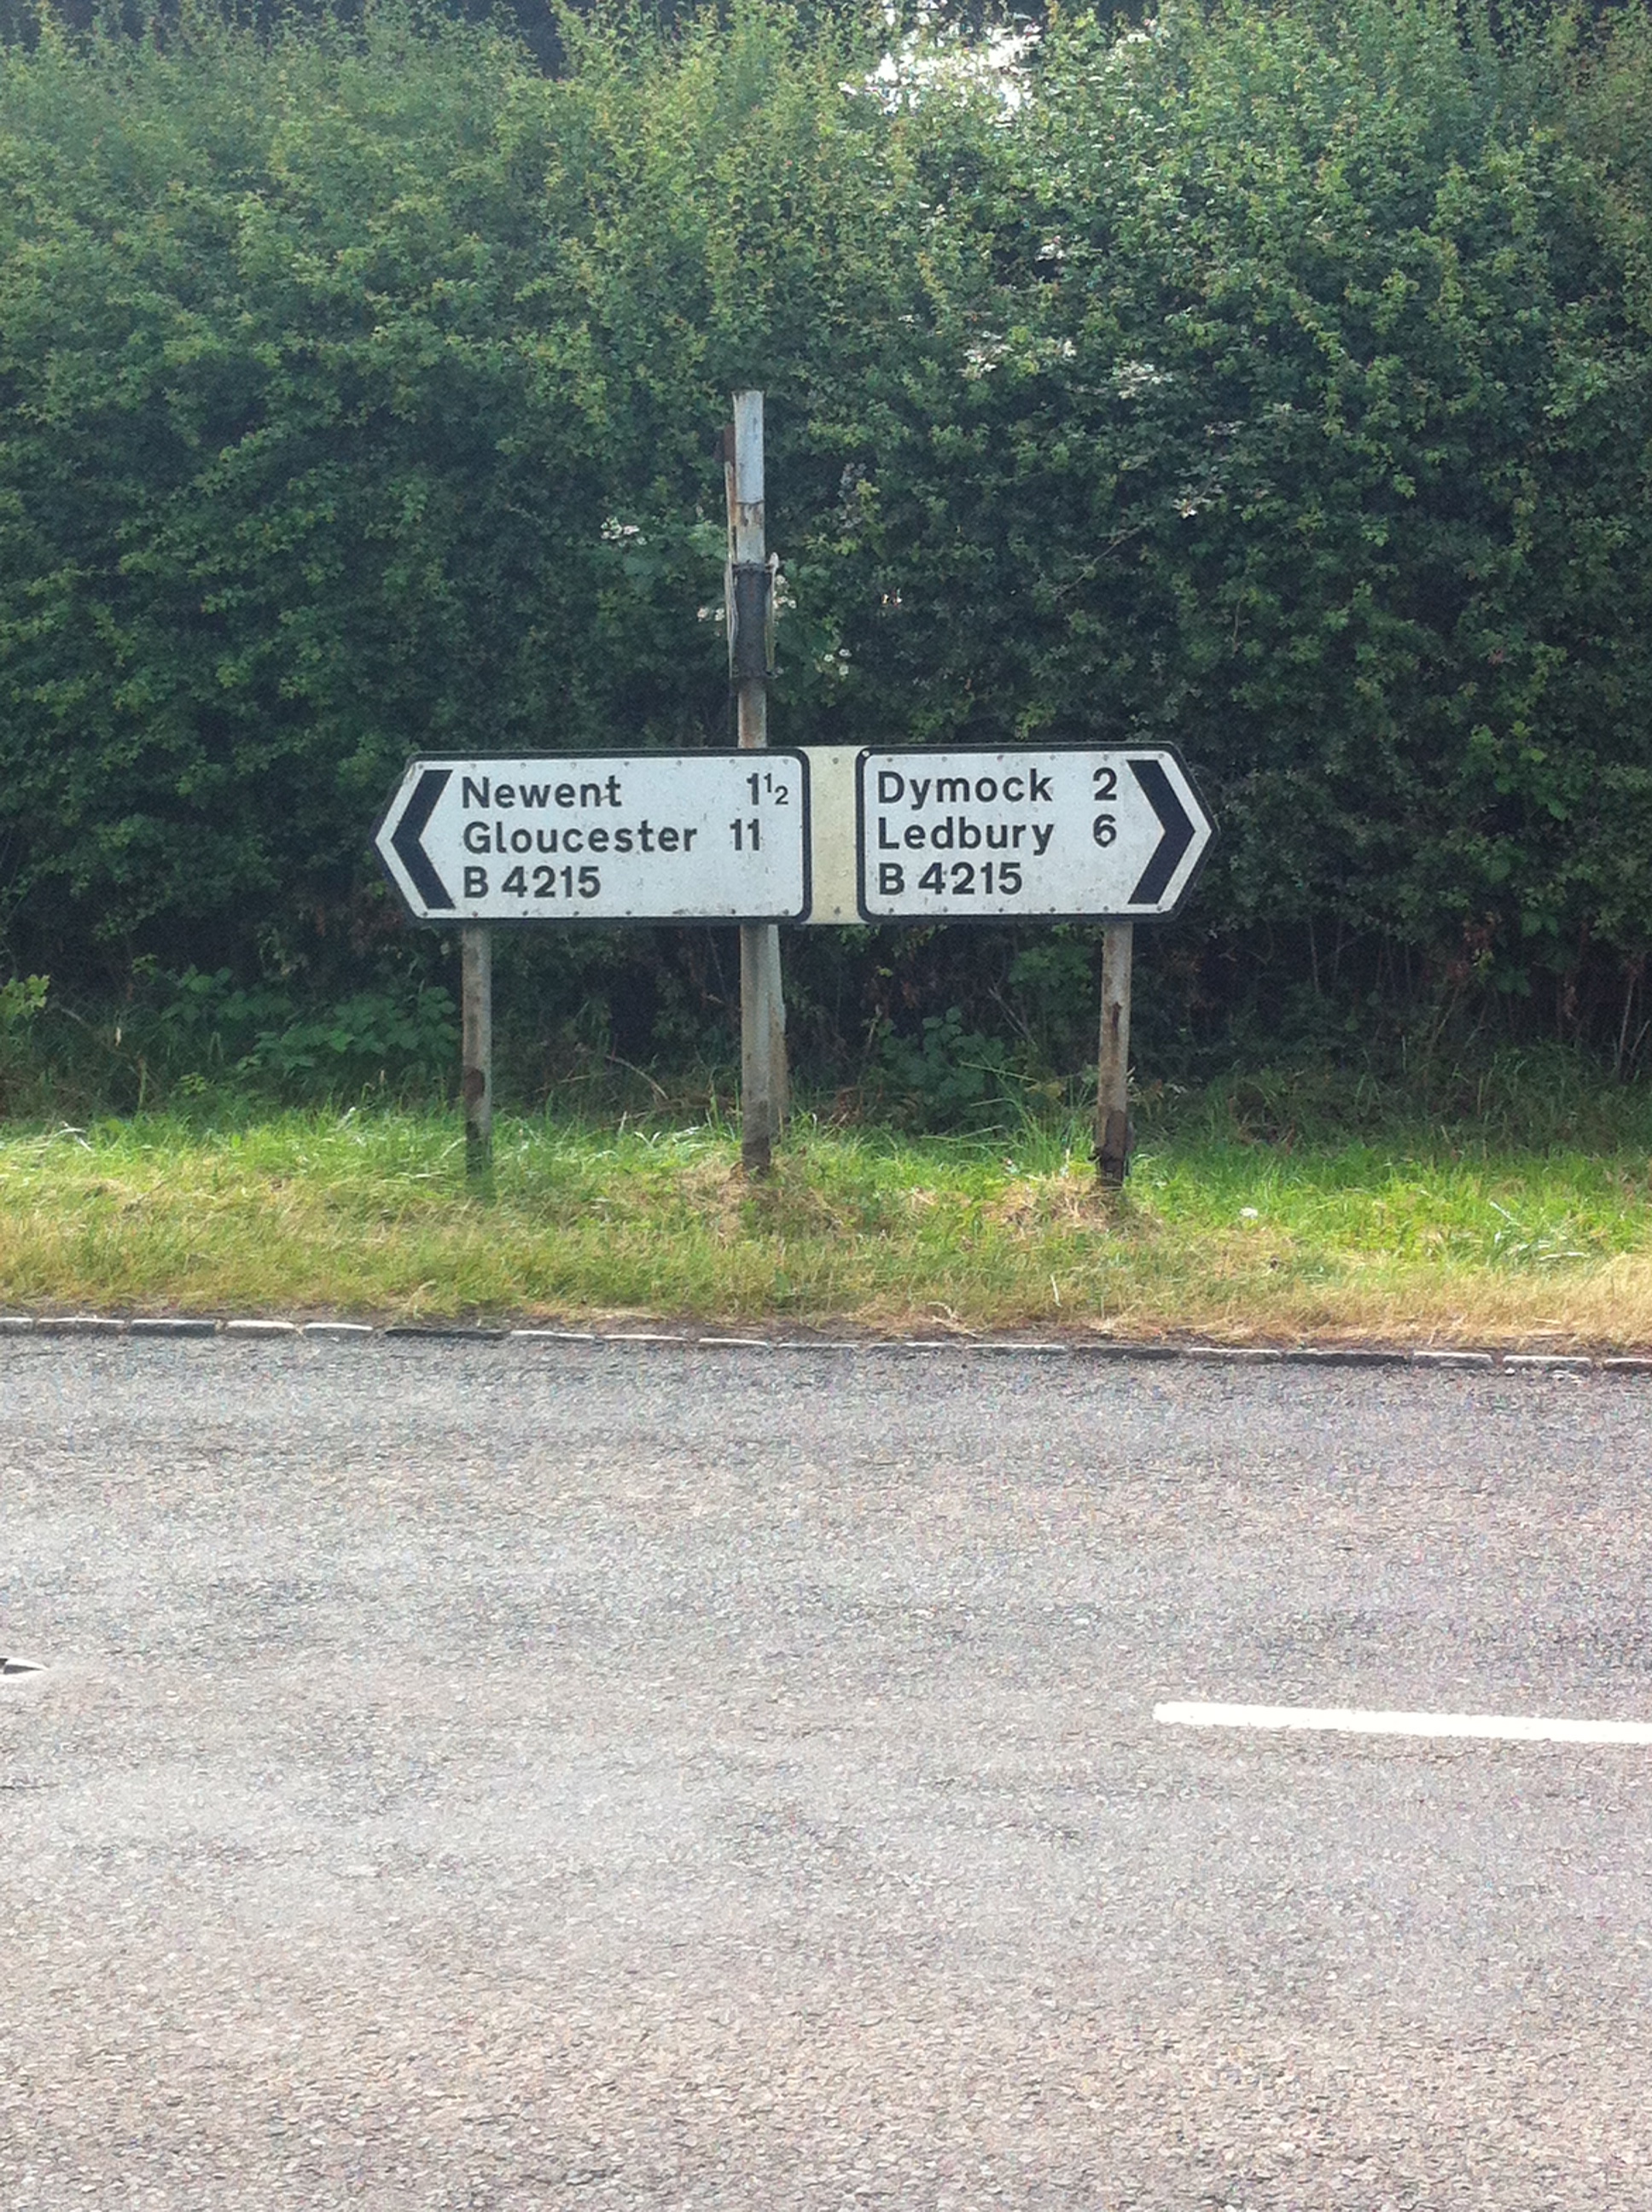 Newent 1½
Gloucester 11
B 4215
Dymock 2
Ledbury 6
B 4215